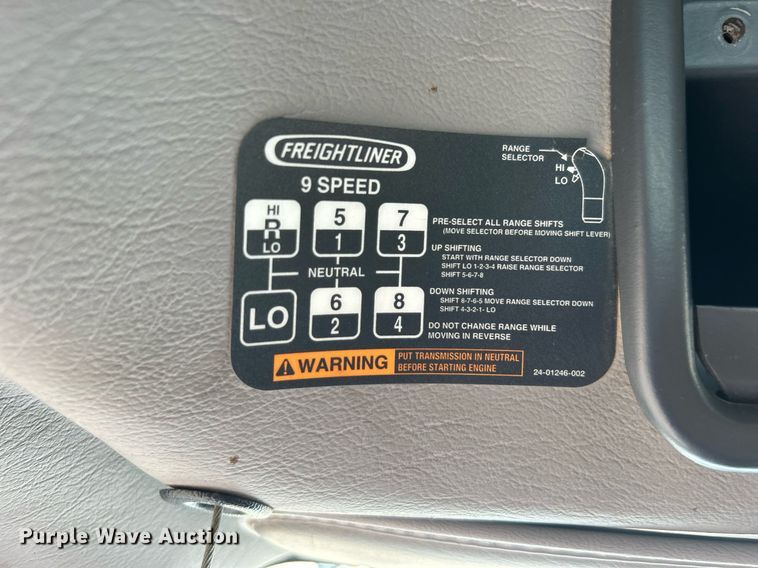 FREIGHTLINER
9 SPEED
RANGE
SELECTOR
HI
LO
HI
R
LO
5
1
7
3
NEUTRAL
LO
6
2
8
4
PRE-SELECT ALL RANGE SHIFTS
(MOVE SELECTOR BEFORE MOVING SHIFT LEVER)
UP SHIFTING
START WITH RANGE SELECTOR DOWN
SHIFT LO 1-2-3-4 RAISE RANGE SELECTOR
SHIFT 5-6-7-8
DOWN SHIFTING
SHIFT 8-7-6-5 MOVE RANGE SELECTOR DOWN
SHIFT 4-3-2-1- LO
DO NOT CHANGE RANGE WHILE
MOVING IN REVERSE
WARNING
PUT TRANSMISSION IN NEUTRAL
BEFORE STARTING ENGINE
24-01246-002
Purple Wave Auction